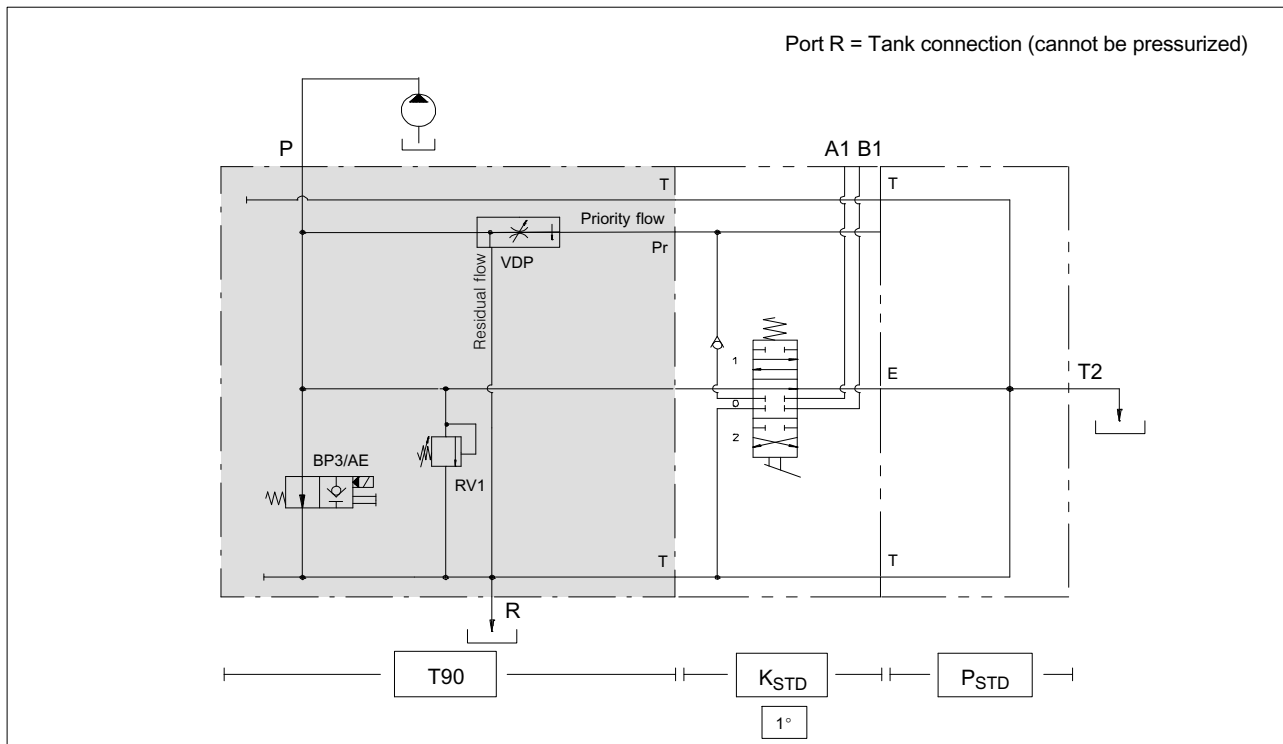 Port R = Tank connection (cannot be pressurized)
P
A1 B1
T
T
Priority flow
Pr
VDP
Residual flow
1
E
T2
0
2
BP3/AE
RV1
T
T
R
T90
KSTD
PSTD
1°